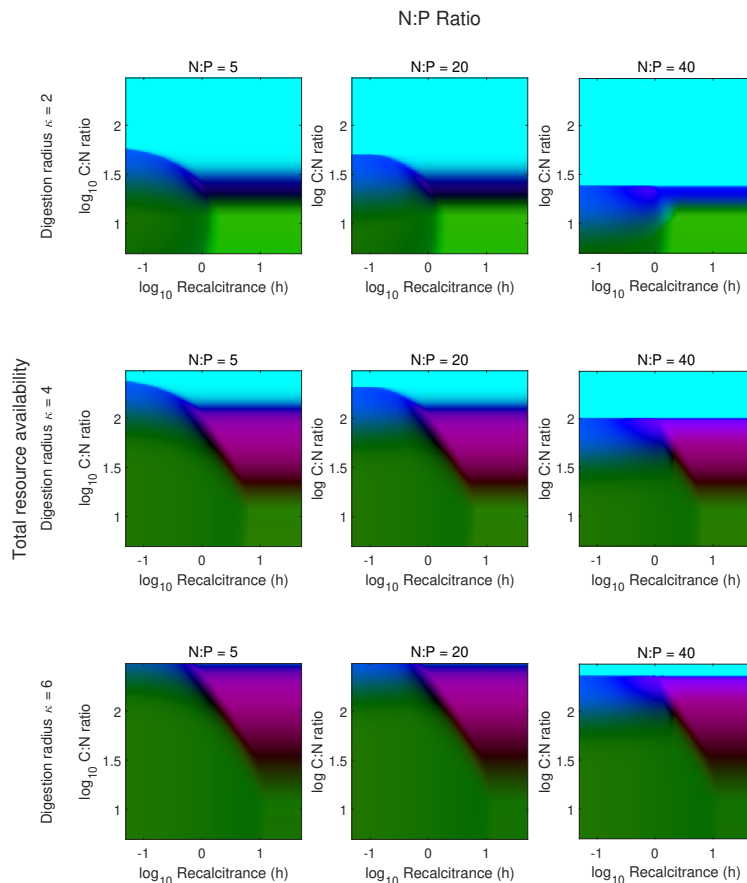 N:P Ratio
Total resource availability
Digestion radius κ = 2
N:P = 5
log10 C:N ratio
2
1.5
1
-1 0 1
log10 Recalcitrance (h)
N:P = 20
log C:N ratio
2
1.5
1
-1 0 1
log10 Recalcitrance (h)
N:P = 40
log C:N ratio
2
1.5
1
-1 0 1
log10 Recalcitrance (h)
Digestion radius κ = 4
N:P = 5
log10 C:N ratio
2
1.5
1
-1 0 1
log10 Recalcitrance (h)
N:P = 20
log C:N ratio
2
1.5
1
-1 0 1
log10 Recalcitrance (h)
N:P = 40
log C:N ratio
2
1.5
1
-1 0 1
log10 Recalcitrance (h)
Digestion radius κ = 6
N:P = 5
log10 C:N ratio
2
1.5
1
-1 0 1
log10 Recalcitrance (h)
N:P = 20
log C:N ratio
2
1.5
1
-1 0 1
log10 Recalcitrance (h)
N:P = 40
log C:N ratio
2
1.5
1
-1 0 1
log10 Recalcitrance (h)